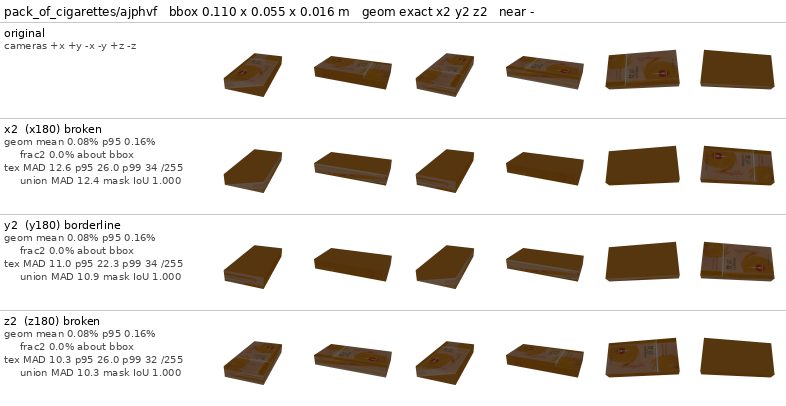 pack_of_cigarettes/ajphvf   bbox 0.110 x 0.055 x 0.016 m   geom exact x2 y2 z2   near -
original
cameras +x +y -x -y +z -z
x2  (x180) broken
geom mean 0.08% p95 0.16%
frac2 0.0% about bbox
tex MAD 12.6 p95 26.0 p99 34 /255
union MAD 12.4 mask IoU 1.000
y2  (y180) borderline
geom mean 0.08% p95 0.16%
frac2 0.0% about bbox
tex MAD 11.0 p95 22.3 p99 34 /255
union MAD 10.9 mask IoU 1.000
z2  (z180) broken
geom mean 0.08% p95 0.16%
frac2 0.0% about bbox
tex MAD 10.3 p95 26.0 p99 32 /255
union MAD 10.3 mask IoU 1.000